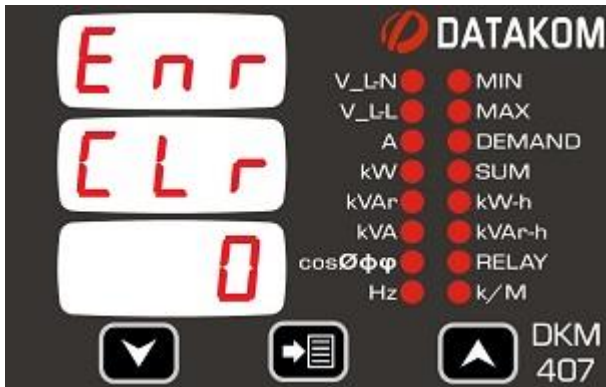 Enr
DATAKOM
V_L-N MIN
V_L-L MAX
CLr
A DEMAND
kW SUM
kVAr kW-h
0
kVA kVAr-h
cosØϕφ RELAY
Hz k/M
DKM
407